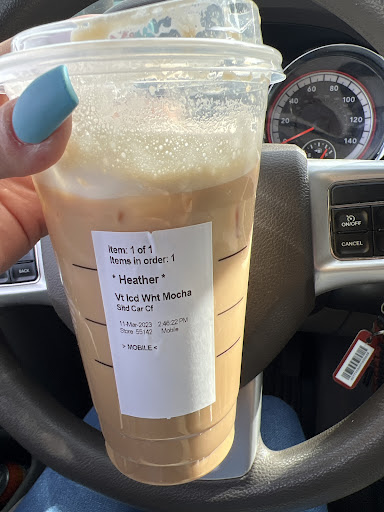 Item: 1 of 1
Items in order: 1
* Heather *
Vt Icd Wht Mocha
Sltd Car Cf
11-Mar-2023 2:46:22 PM
Store 55142 Mobile
> MOBILE <
20
40
60
80
100
120
140
ON/OFF
CANCEL
BACK